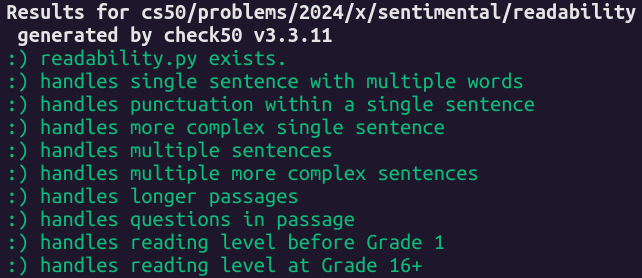 Results for cs50/problems/2024/x/sentimental/readability
generated by check50 v3.3.11
:) readability.py exists.
:) handles single sentence with multiple words
:) handles punctuation within a single sentence
:) handles more complex single sentence
:) handles multiple sentences
:) handles multiple more complex sentences
:) handles longer passages
:) handles questions in passage
:) handles reading level before Grade 1
:) handles reading level at Grade 16+